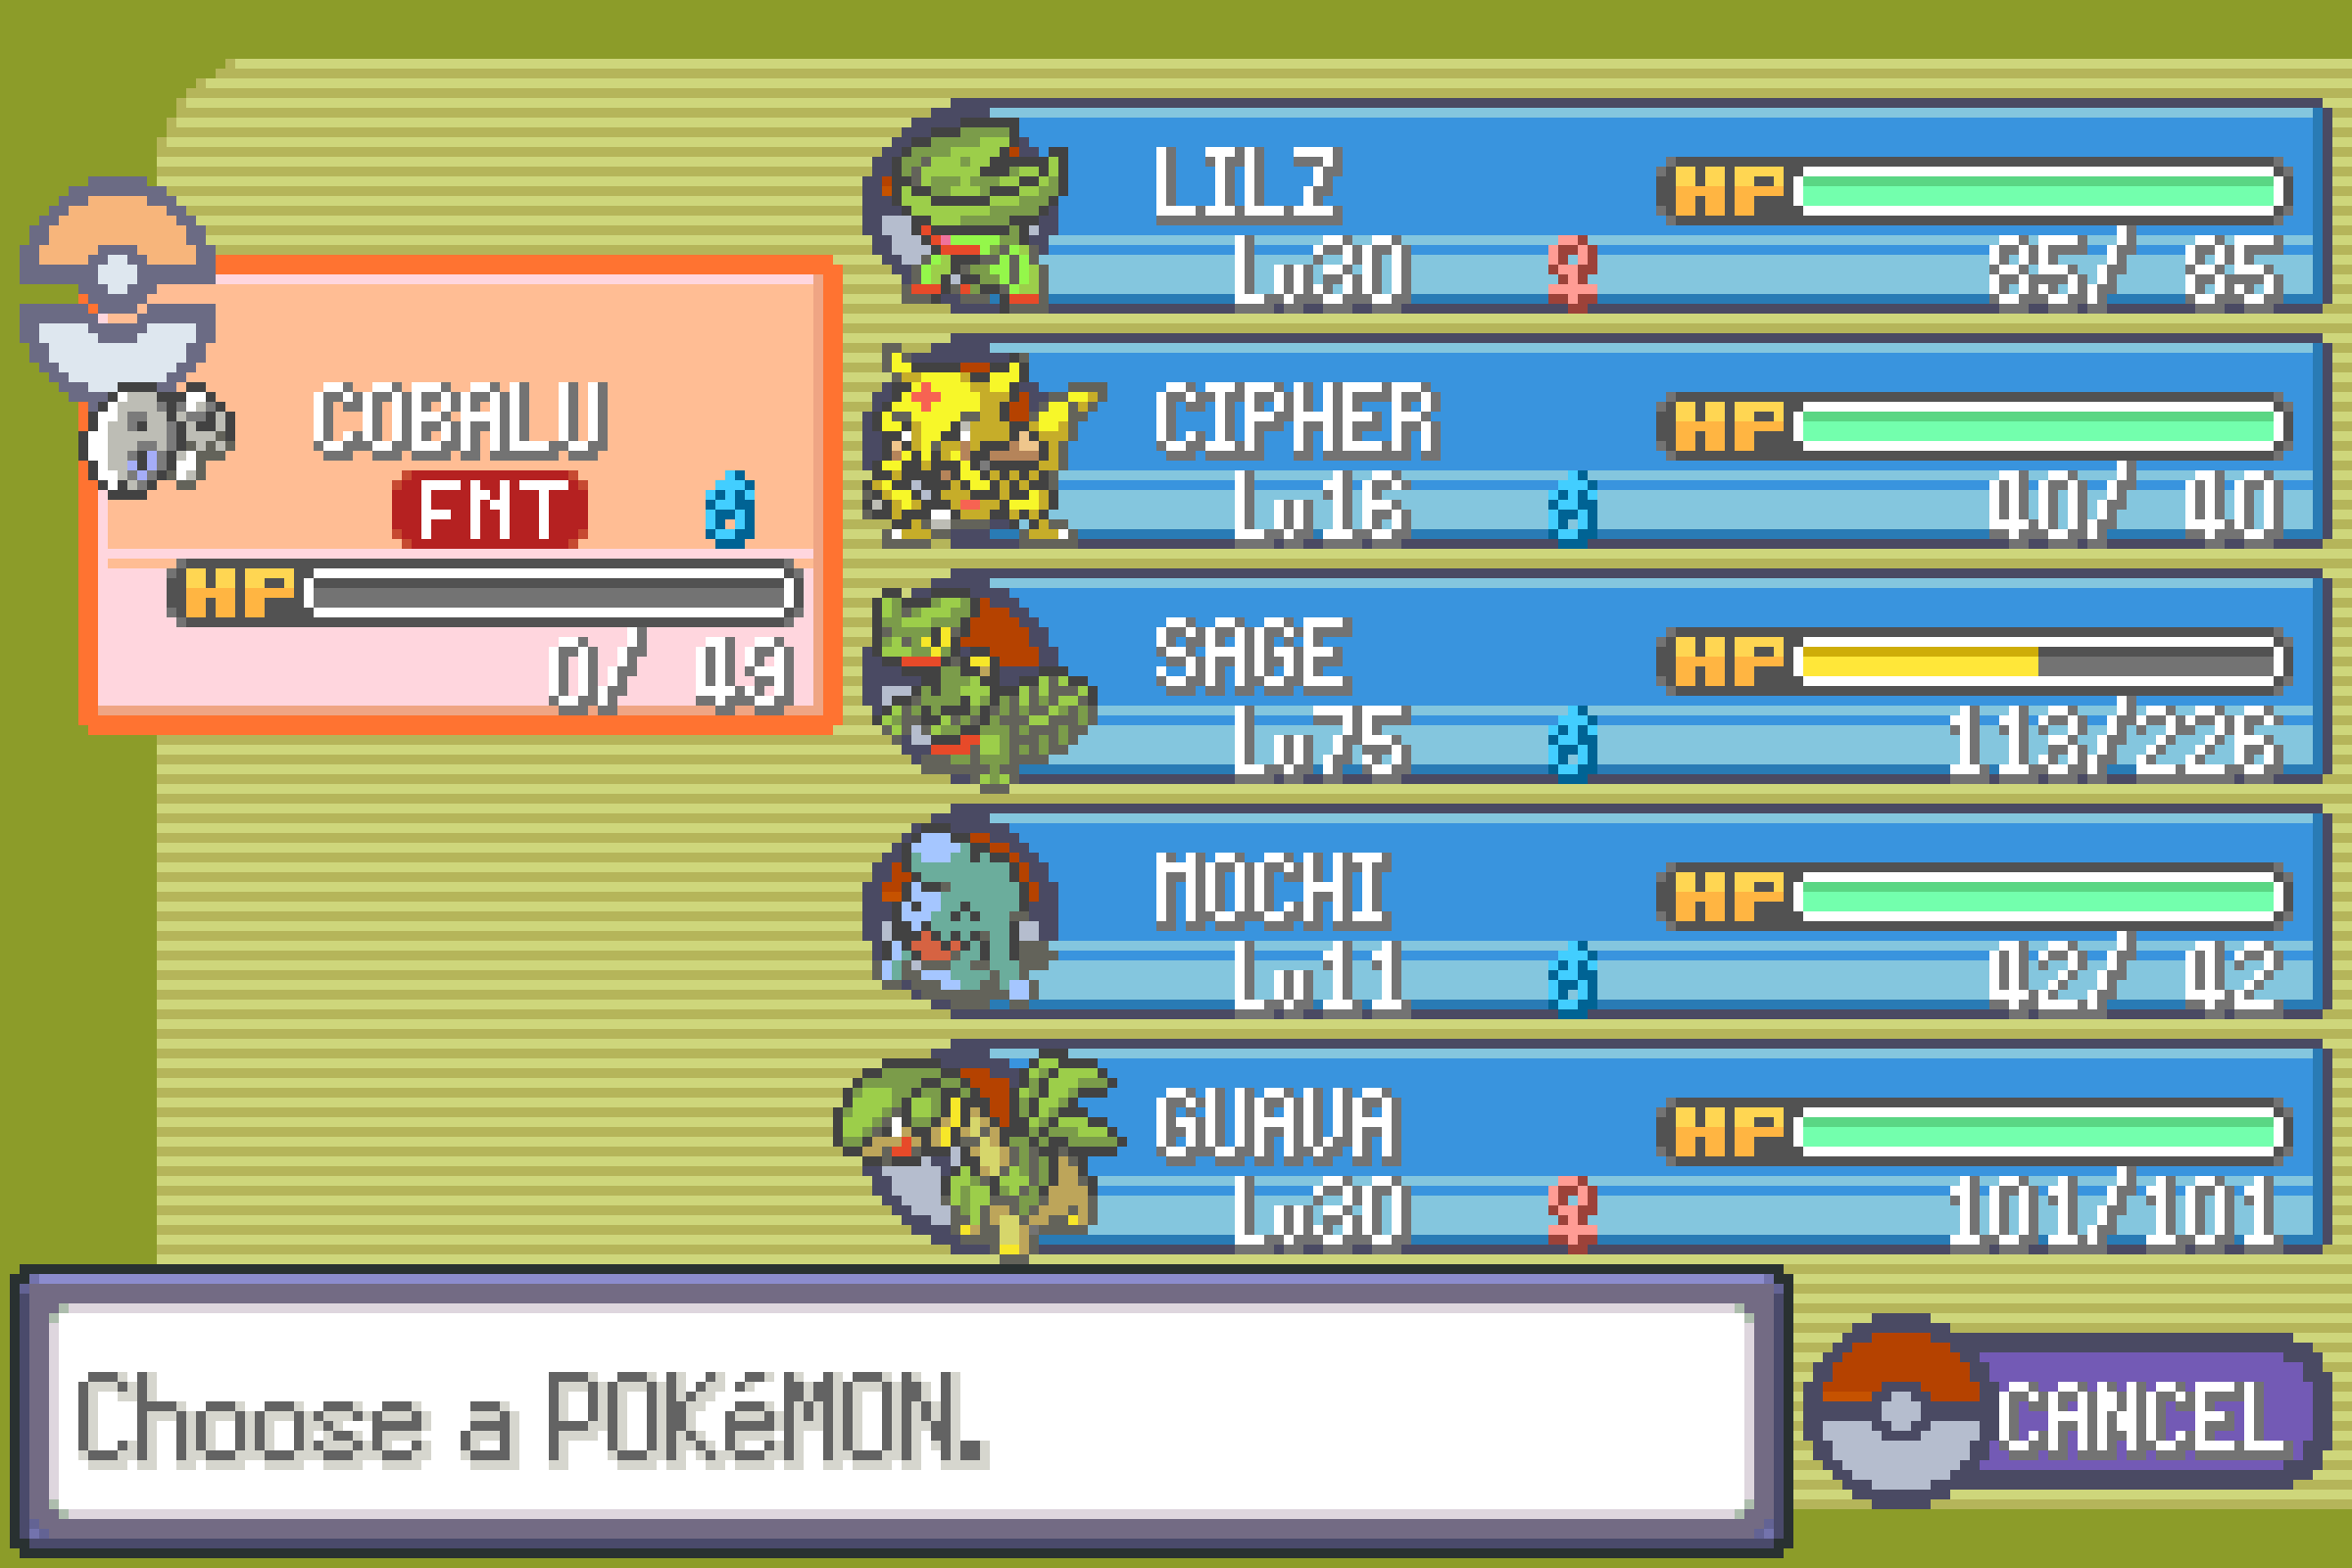 COBALU
FNT ♂
HP
0/ 49
LILZ
HP
Lv30 ♀ 85/ 85
CIPHER
HP
Lv16 ♂ 40/ 40
SAGE
HP
Lv75 ♂ 113/226
MOCHI
HP
Lv11 ♂ 42/ 42
GUAVA
HP
Lv30 ♀ 101/101
Choose a POKéMON.
CANCEL